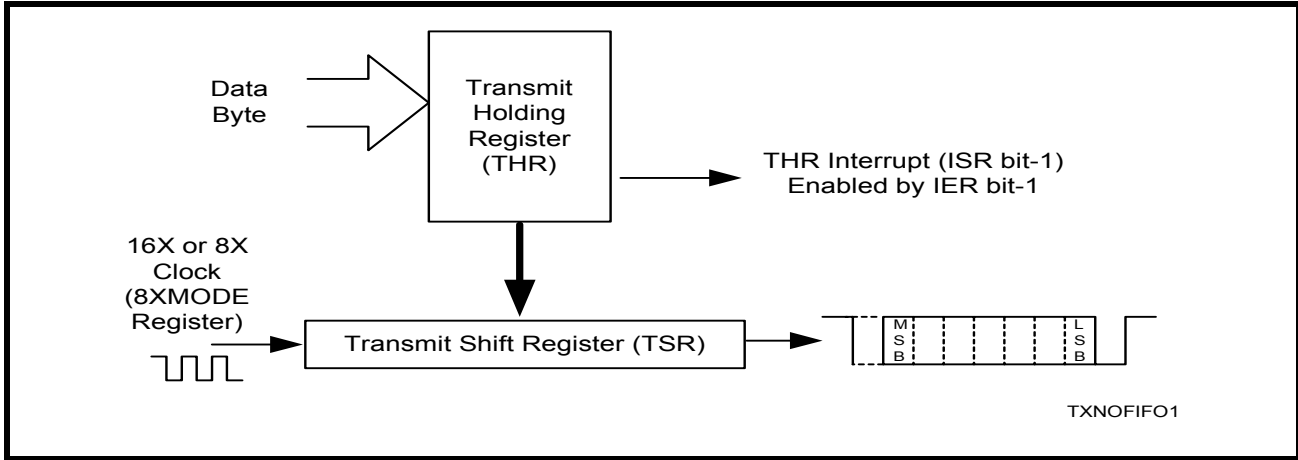 Data
Byte
Transmit
Holding
Register
(THR)
THR Interrupt (ISR bit-1)
Enabled by IER bit-1
16X or 8X
Clock
(8XMODE
Register)
Transmit Shift Register (TSR)
M
S
B
L
S
B
TXNOFIFO1